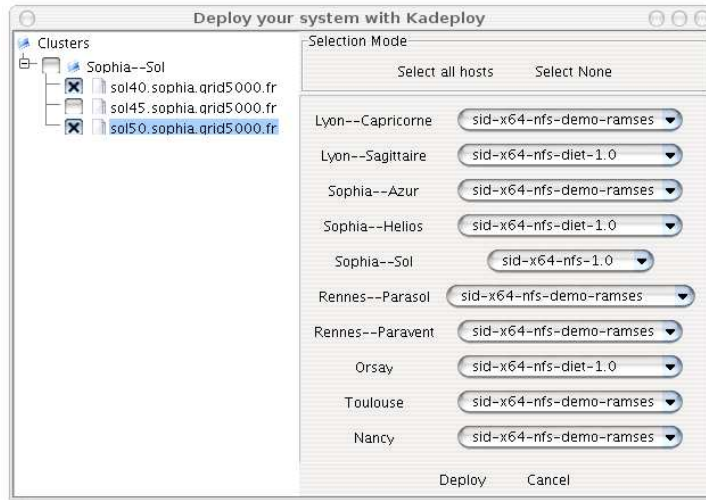 Deploy your system with Kadeploy
Clusters
Sophia--Sol
sol40.sophia.grid5000.fr
sol45.sophia.grid5000.fr
sol50.sophia.grid5000.fr
Selection Mode
Select all hosts Select None
Lyon--Capricorne sid-x64-nfs-demo-ramses
Lyon--Sagittaire sid-x64-nfs-diet-1.0
Sophia--Azur sid-x64-nfs-demo-ramses
Sophia--Helios sid-x64-nfs-diet-1.0
Sophia--Sol sid-x64-nfs-1.0
Rennes--Parasol sid-x64-nfs-demo-ramses
Rennes--Paravent sid-x64-nfs-demo-ramses
Orsay sid-x64-nfs-diet-1.0
Toulouse sid-x64-nfs-demo-ramses
Nancy sid-x64-nfs-demo-ramses
Deploy Cancel